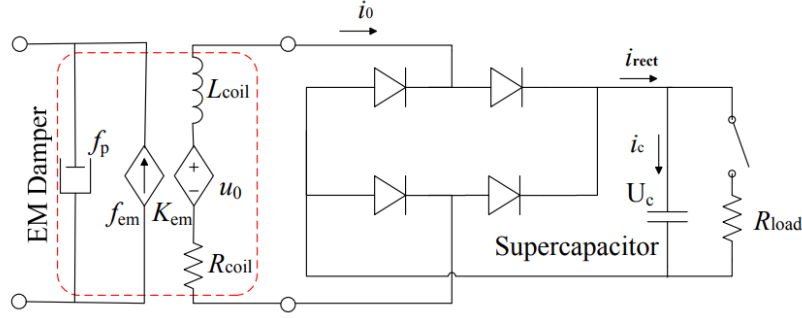 i0
irect
Lcoil
EM Damper
fp
fem
Kem
+
−
u0
ic
Uc
Rload
Rcoil
Supercapacitor